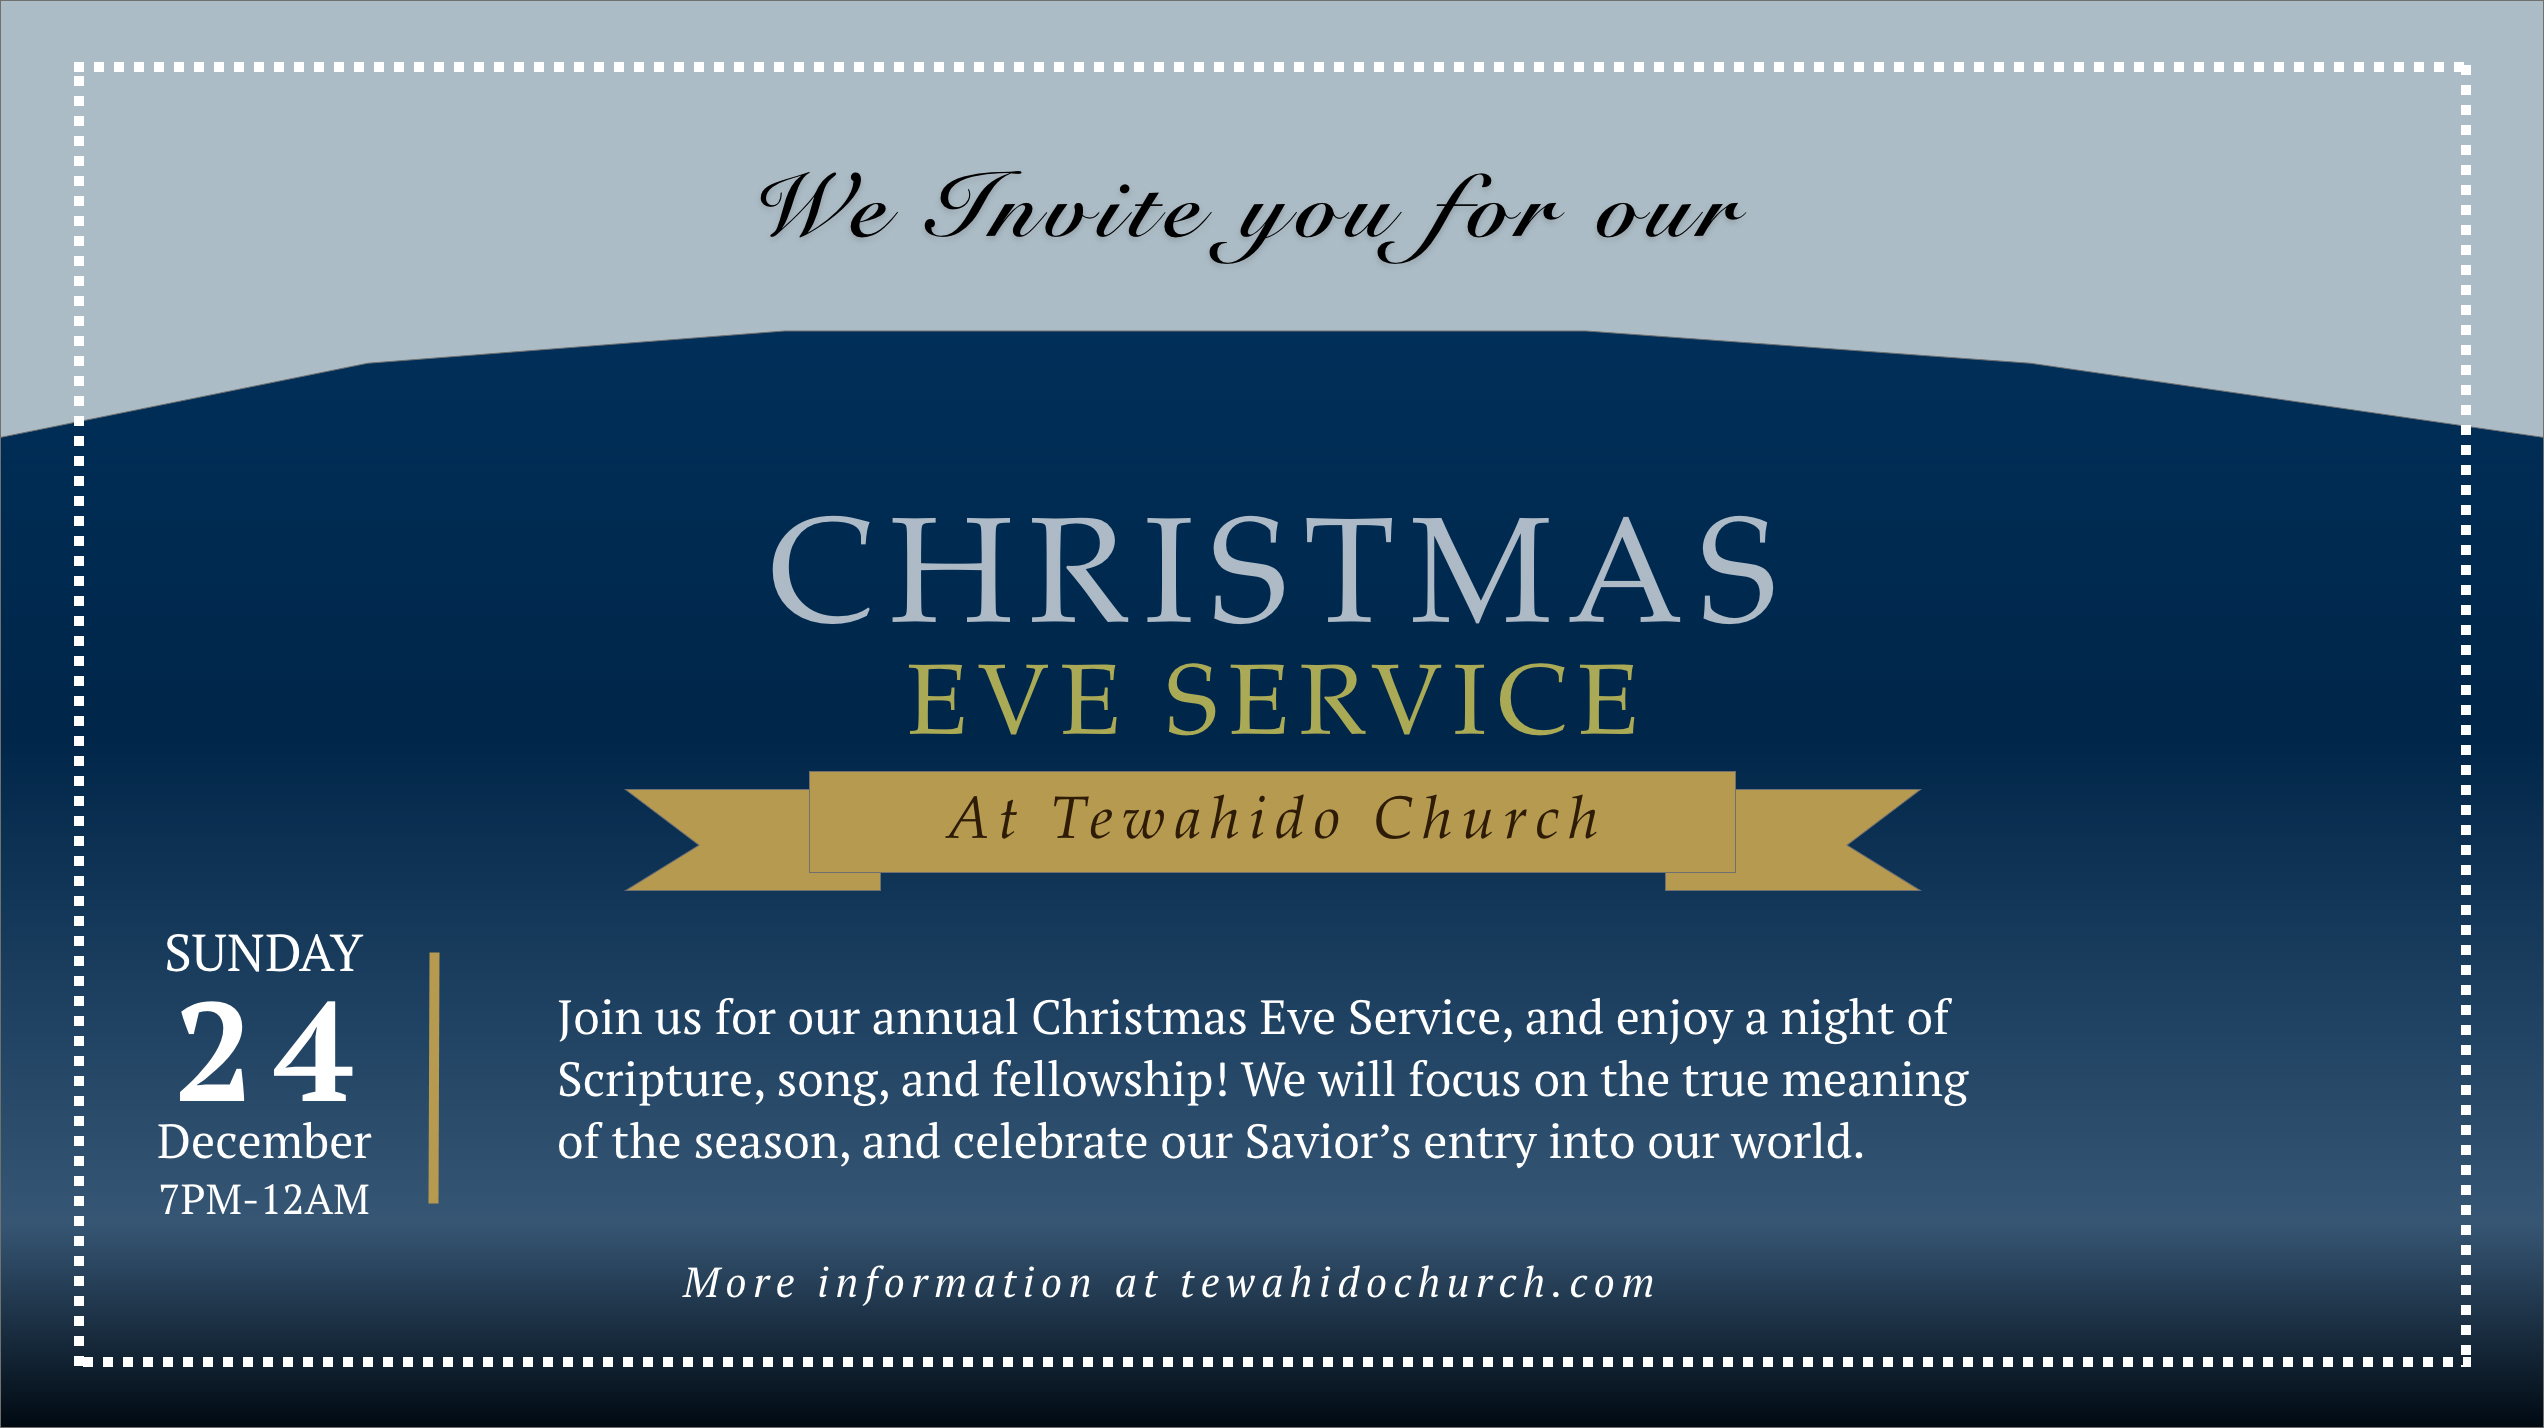 We Invite you for our
CHRISTMAS
EVE SERVICE
At Tewahido Church
SUNDAY
24
December
7PM-12AM
Join us for our annual Christmas Eve Service, and enjoy a night of
Scripture, song, and fellowship! We will focus on the true meaning
of the season, and celebrate our Savior’s entry into our world.
More information at tewahidochurch.com